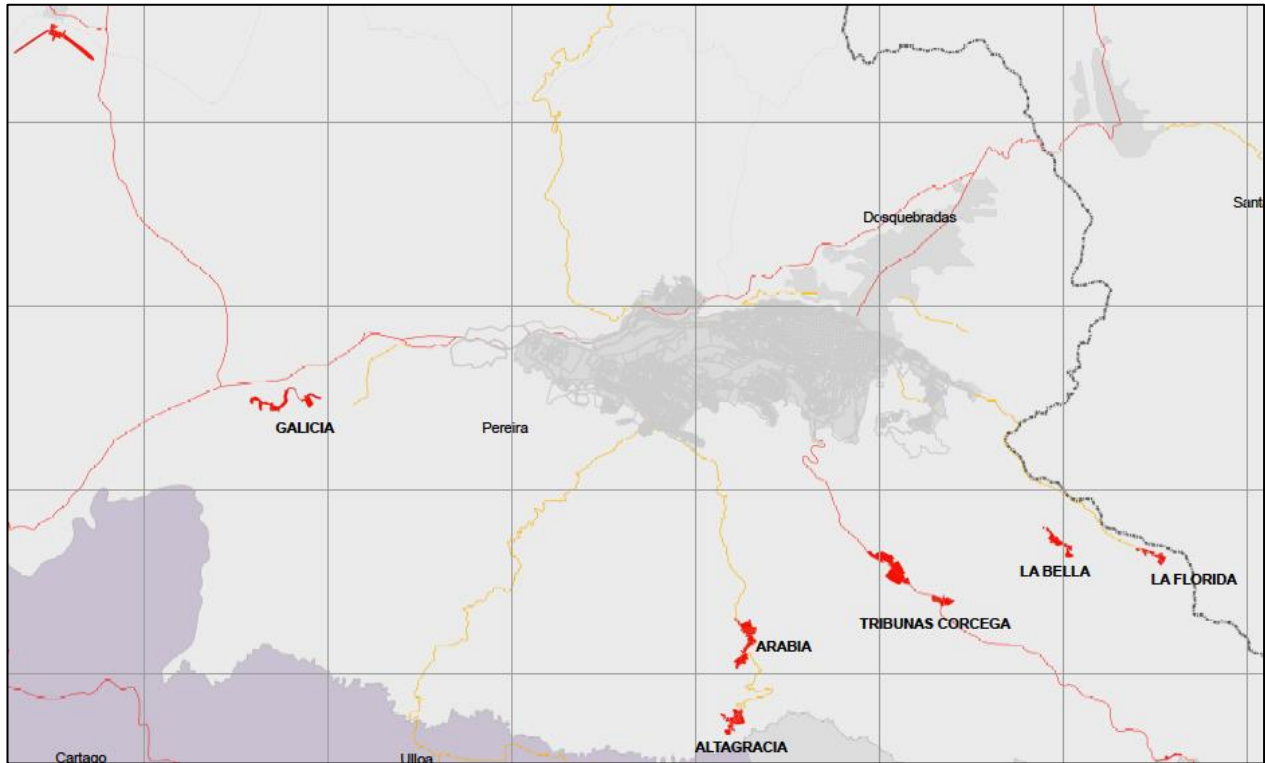 Dosquebradas
Sant
GALICIA
Pereira
LA BELLA
LA FLORIDA
TRIBUNAS CORCEGA
ARABIA
ALTAGRACIA
Cartago
Ulloa